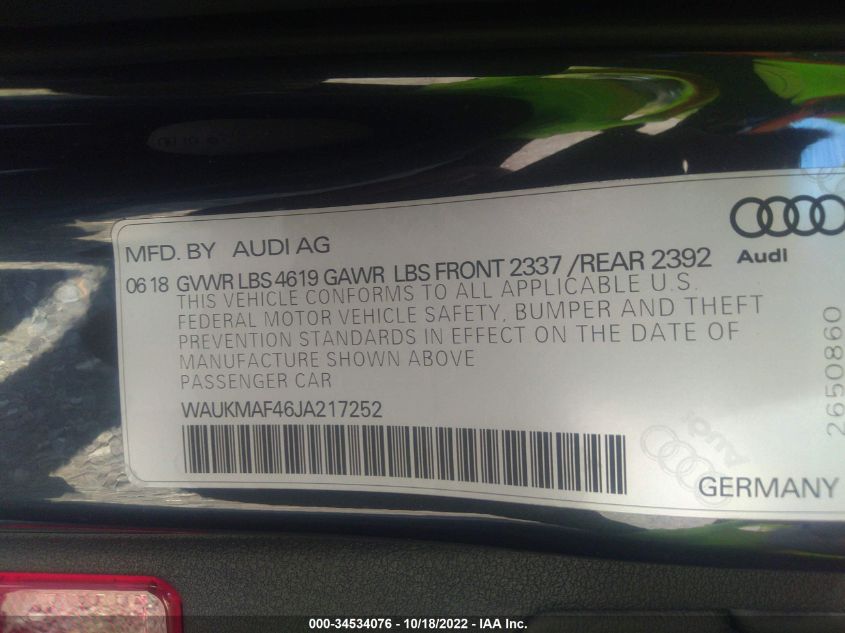 MFD. BY AUDI AG
06 18 GVWR LBS 4619 GAWR LBS FRONT 2337 / REAR 2392
THIS VEHICLE CONFORMS TO ALL APPLICABLE U.S.
FEDERAL MOTOR VEHICLE SAFETY, BUMPER AND THEFT
PREVENTION STANDARDS IN EFFECT ON THE DATE OF
MANUFACTURE SHOWN ABOVE
PASSENGER CAR
WAUKMAF46JA217252
Audi
2650860
Audi
GERMANY
000-34534076 - 10/18/2022 - IAA Inc.